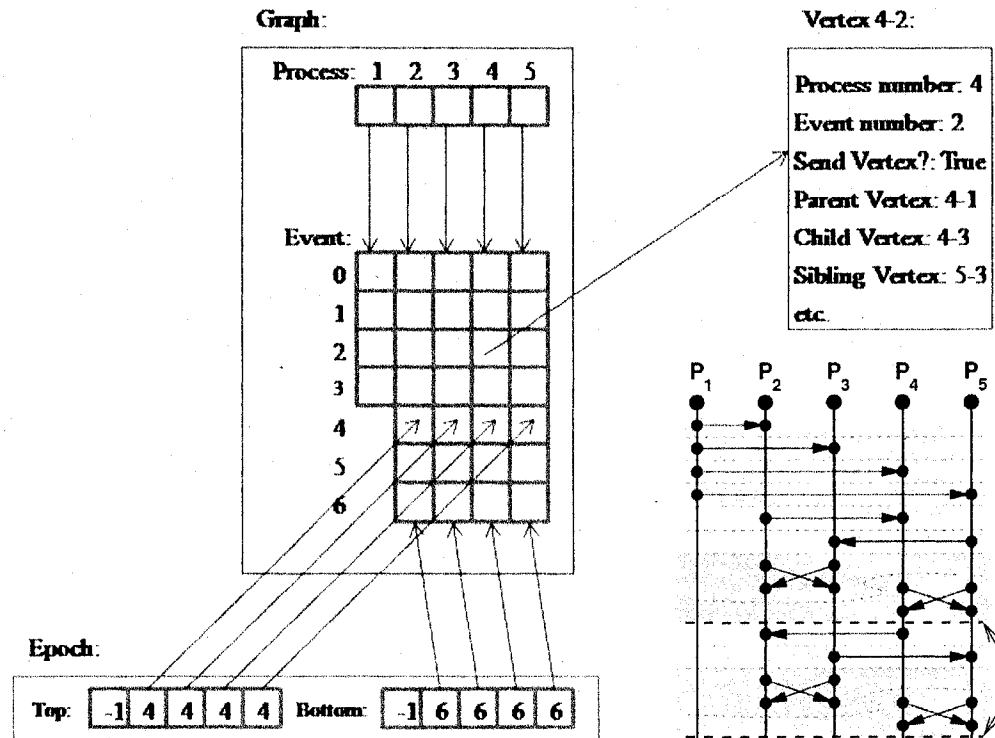 Graph:
Process: 1 2 3 4 5
Event:
0
1
2
3
4
5
6
Epoch:
Top: -1 4 4 4 4 Bottom: -1 6 6 6 6
Vertex 4-2:
Process number: 4
Event number: 2
Send Vertex?: True
Parent Vertex: 4-1
Child Vertex: 4-3
Sibling Vertex: 5-3
etc.
P1 P2 P3 P4 P5